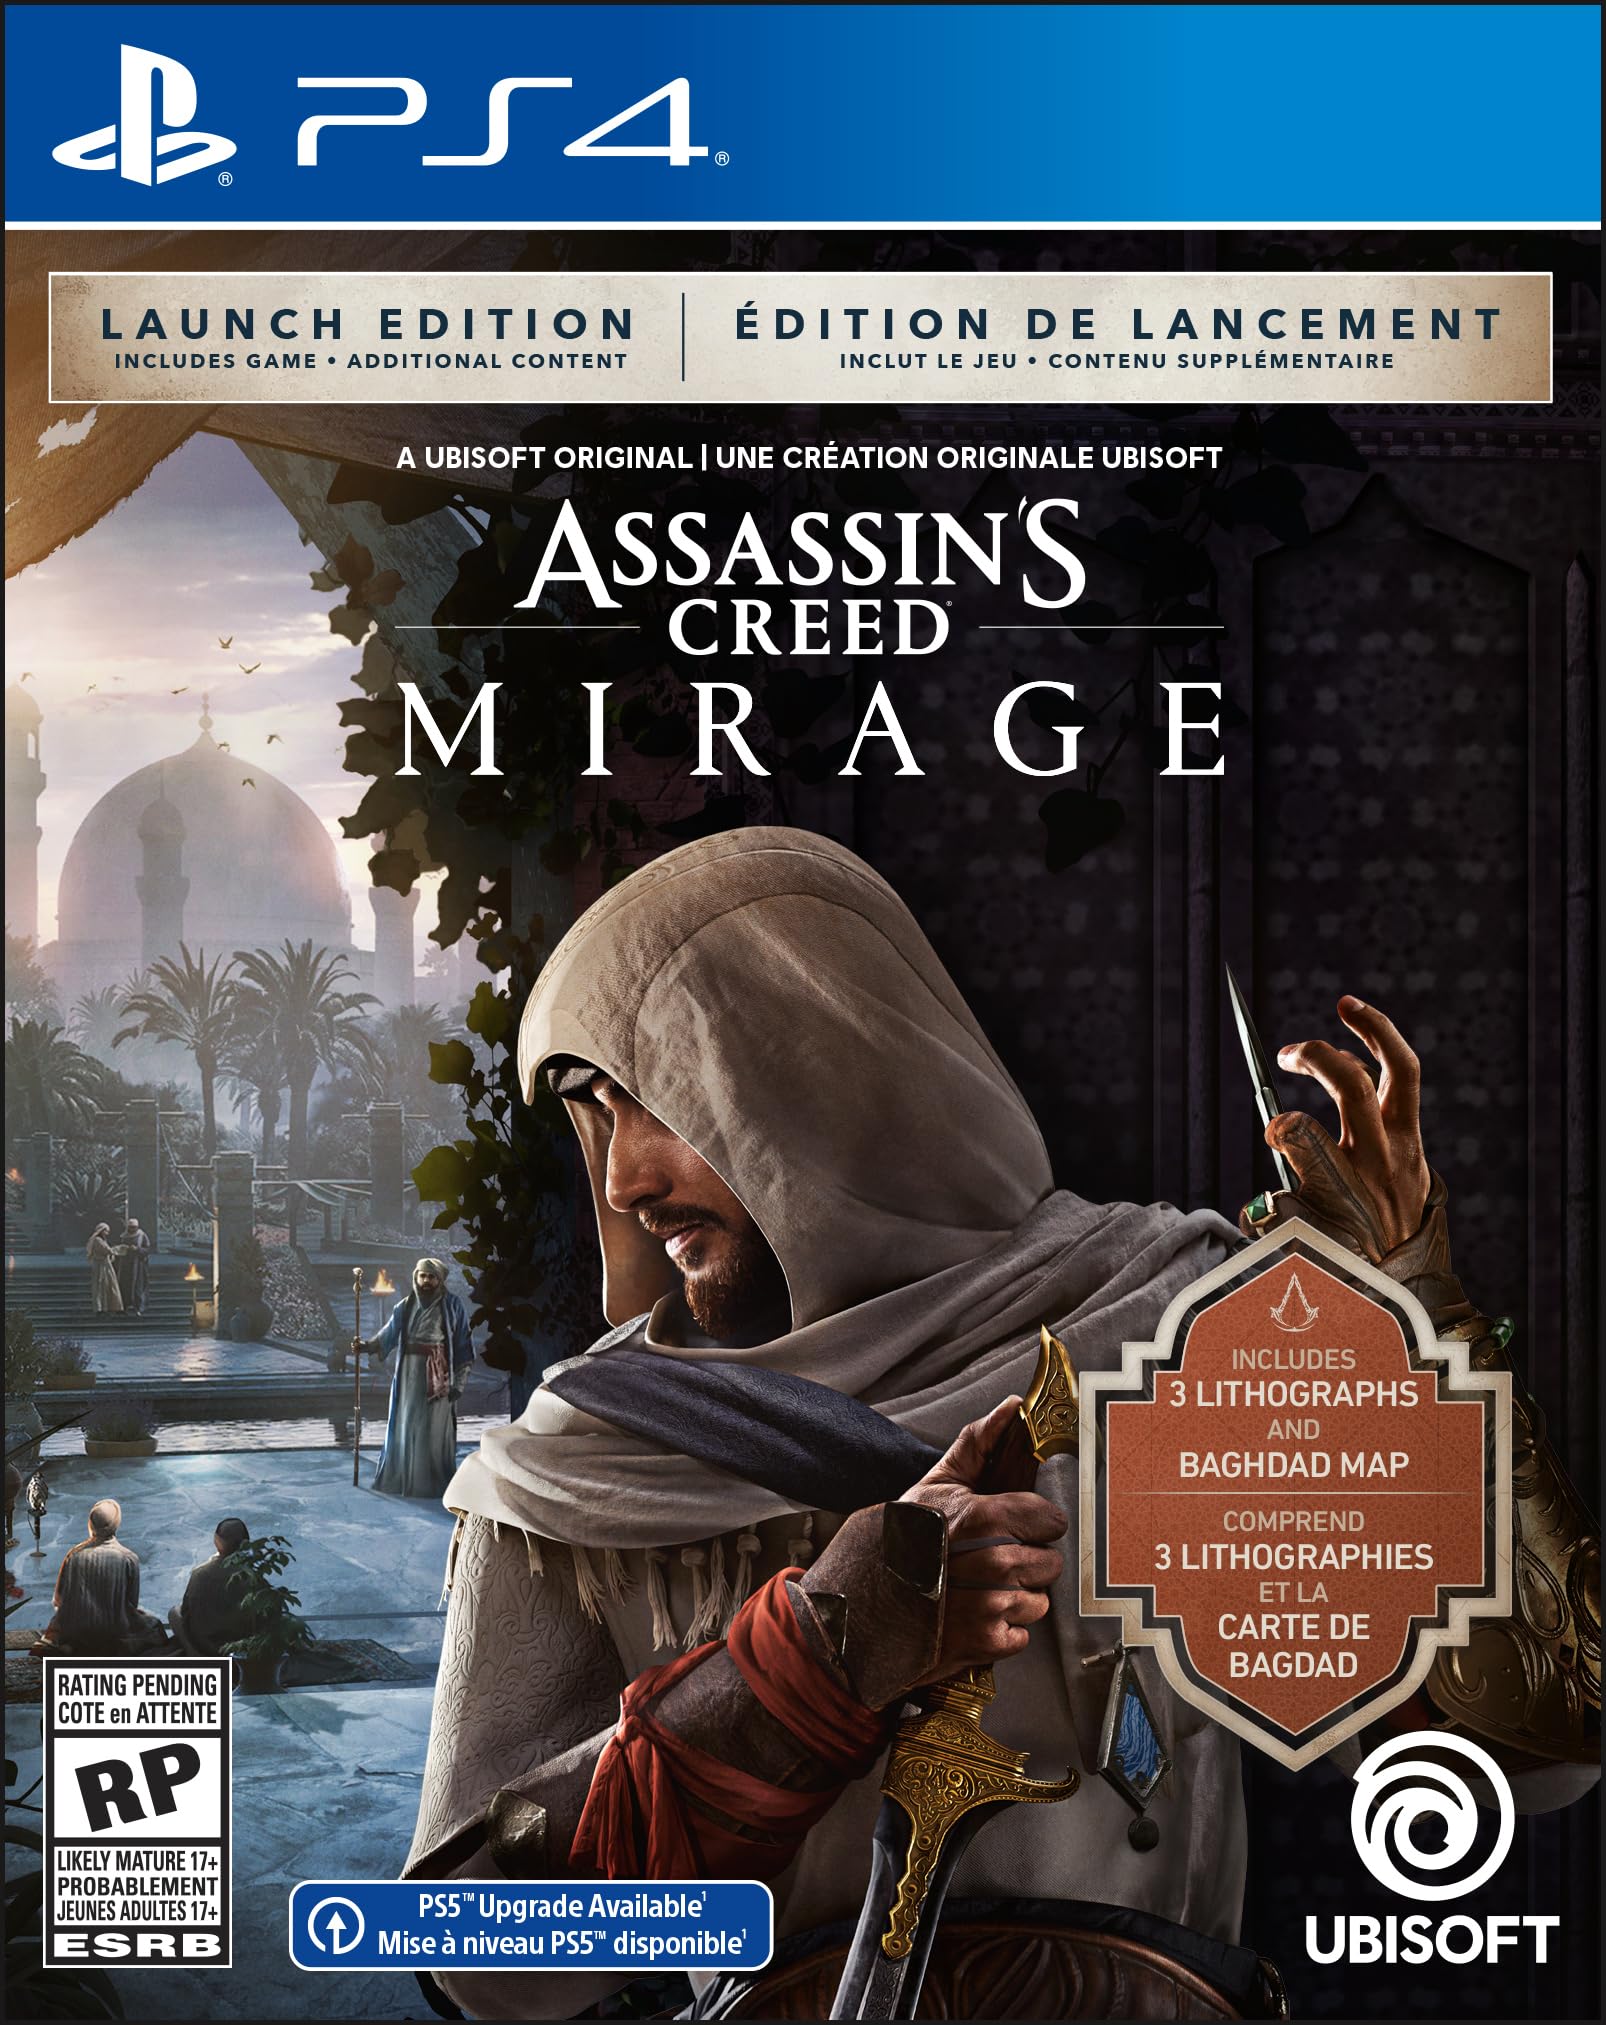 PS4
LAUNCH EDITION
INCLUDES GAME • ADDITIONAL CONTENT
ÉDITION DE LANCEMENT
INCLUT LE JEU • CONTENU SUPPLÉMENTAIRE
A UBISOFT ORIGINAL | UNE CRÉATION ORIGINALE UBISOFT
ASSASSIN'S
CREED®
MIRAGE
INCLUDES
3 LITHOGRAPHS
AND
BAGHDAD MAP
COMPREND
3 LITHOGRAPHIES
ET LA
CARTE DE
BAGDAD
RATING PENDING
COTE en ATTENTE
RP
LIKELY MATURE 17+
PROBABLEMENT
JEUNES ADULTES 17+
ESRB
PS5™ Upgrade Available¹
Mise à niveau PS5™ disponible¹
UBISOFT